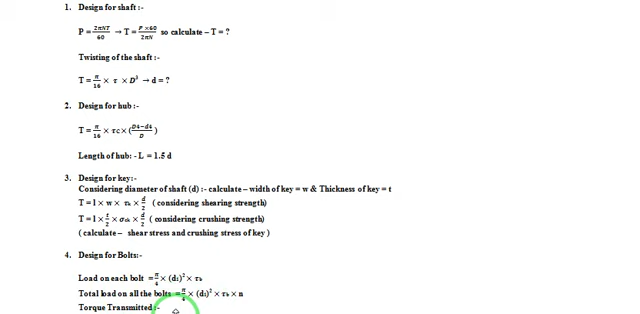 1. Design for shaft :-
P = 2πNT/60 → T = P×60/2πN so calculate – T = ?
Twisting of the shaft :-
T = π/16 × τ × D³ → d = ?
2. Design for hub :-
T = π/16 × τc × (D4−d4/D)
Length of hub: - L = 1.5 d
3. Design for key:-
Considering diameter of shaft (d) :- calculate – width of key = w & Thickness of key = t
T = l × w × τₖ × d/2 ( considering shearing strength)
T = l × t/2 × σck × d/2 ( considering crushing strength)
( calculate – shear stress and crushing stress of key )
4. Design for Bolts:-
Load on each bolt = π/4 × (d₁)² × τb
Total load on all the bolts = π/4 × (d₁)² × τb × n
Torque Transmitted :-